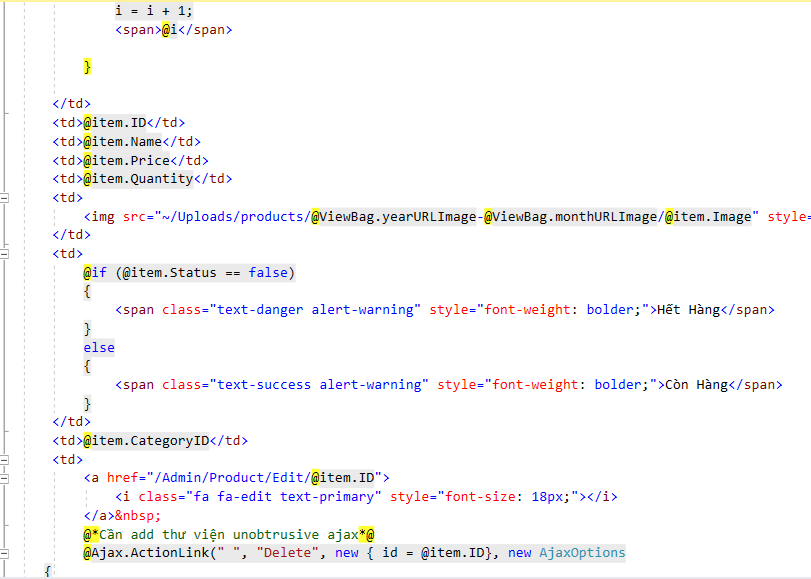 i = i + 1;
<span>@i</span>
}
</td>
<td>@item.ID</td>
<td>@item.Name</td>
<td>@item.Price</td>
<td>@item.Quantity</td>
<td>
<img src="~/Uploads/products/@ViewBag.yearURLImage-@ViewBag.monthURLImage/@item.Image" style=
</td>
<td>
@if (@item.Status == false)
{
<span class="text-danger alert-warning" style="font-weight: bolder;">Hết Hàng</span>
}
else
{
<span class="text-success alert-warning" style="font-weight: bolder;">Còn Hàng</span>
}
</td>
<td>@item.CategoryID</td>
<td>
<a href="/Admin/Product/Edit/@item.ID">
<i class="fa fa-edit text-primary" style="font-size: 18px;"></i>
</a>&nbsp;
@*Cần add thư viện unobtrusive ajax*@
@Ajax.ActionLink(" ", "Delete", new { id = @item.ID}, new AjaxOptions
{